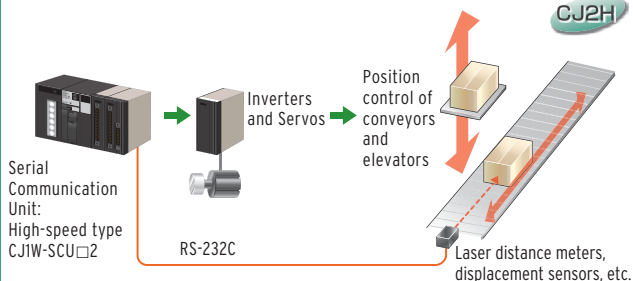 CJ2H
Inverters
and Servos
Position
control of
conveyors
and
elevators
Serial
Communication
Unit:
High-speed type
CJ1W-SCU□2
RS-232C
Laser distance meters,
displacement sensors, etc.